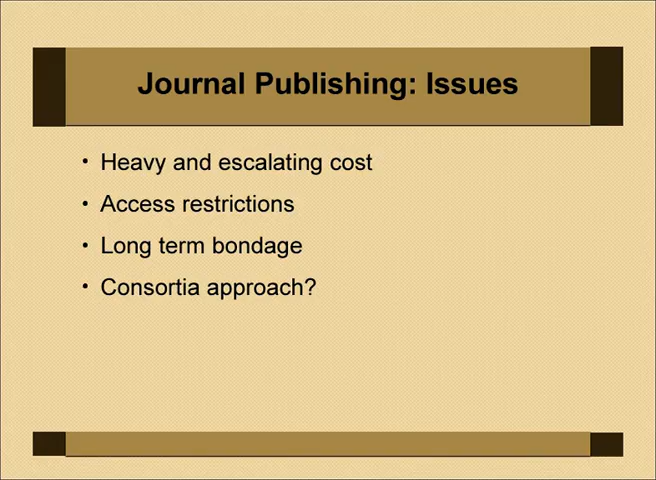 Journal Publishing: Issues
• Heavy and escalating cost
• Access restrictions
• Long term bondage
• Consortia approach?